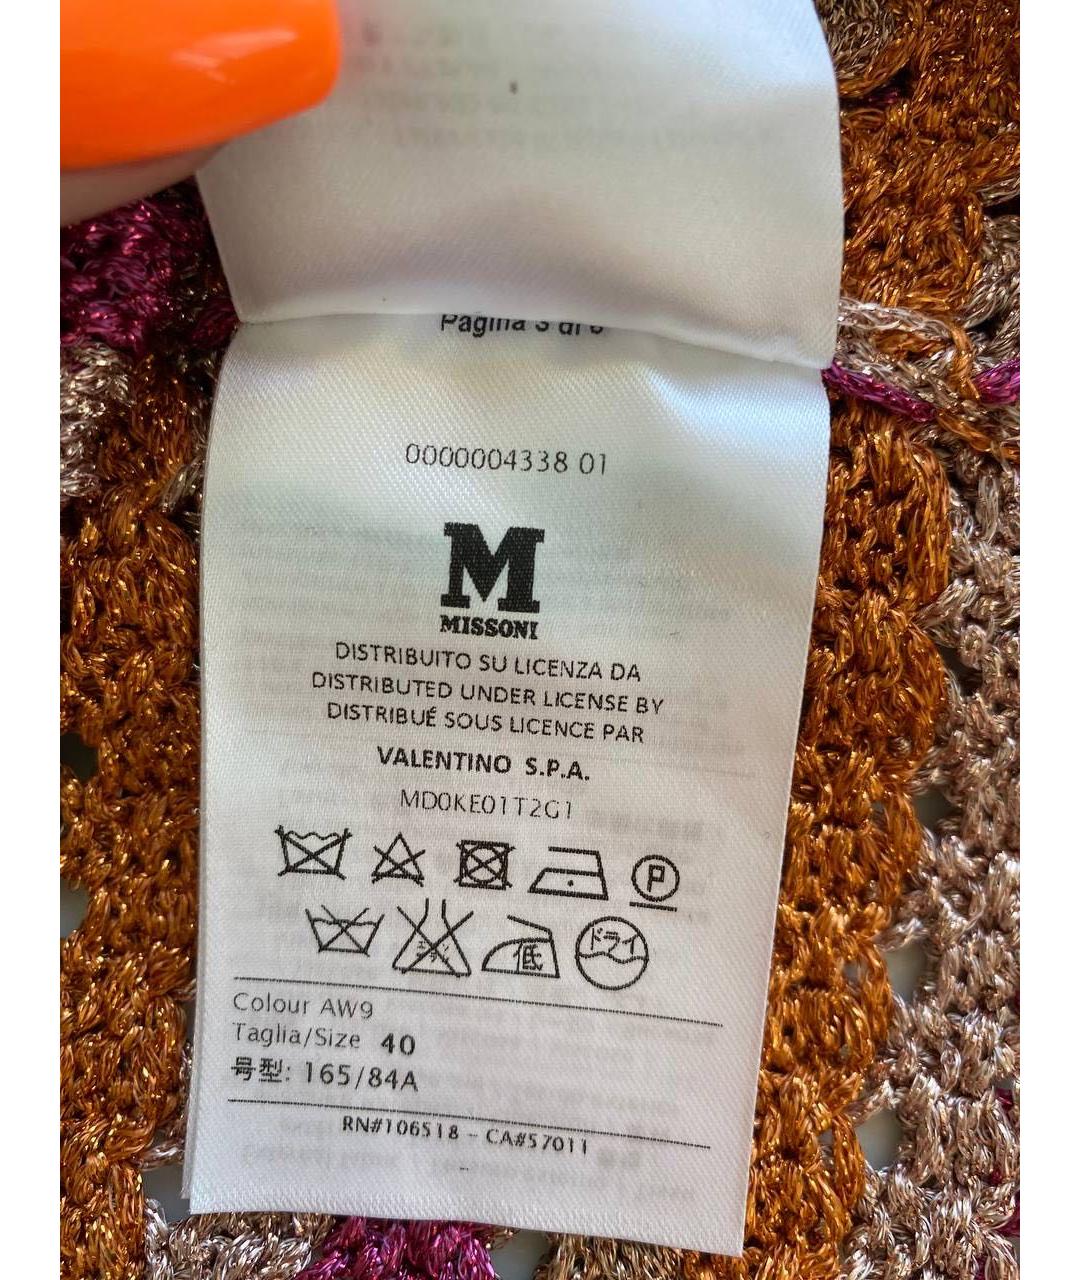 Pagina 3 di 6
0000004338 01
M
MISSONI
DISTRIBUITO SU LICENZA DA
DISTRIBUTED UNDER LICENSE BY
DISTRIBUÉ SOUS LICENCE PAR
VALENTINO S.P.A.
MD0KE01T2G1
P
低 ドライ
Colour AW9
Taglia/Size 40
号型: 165/84A
RN#106518 - CA#57011